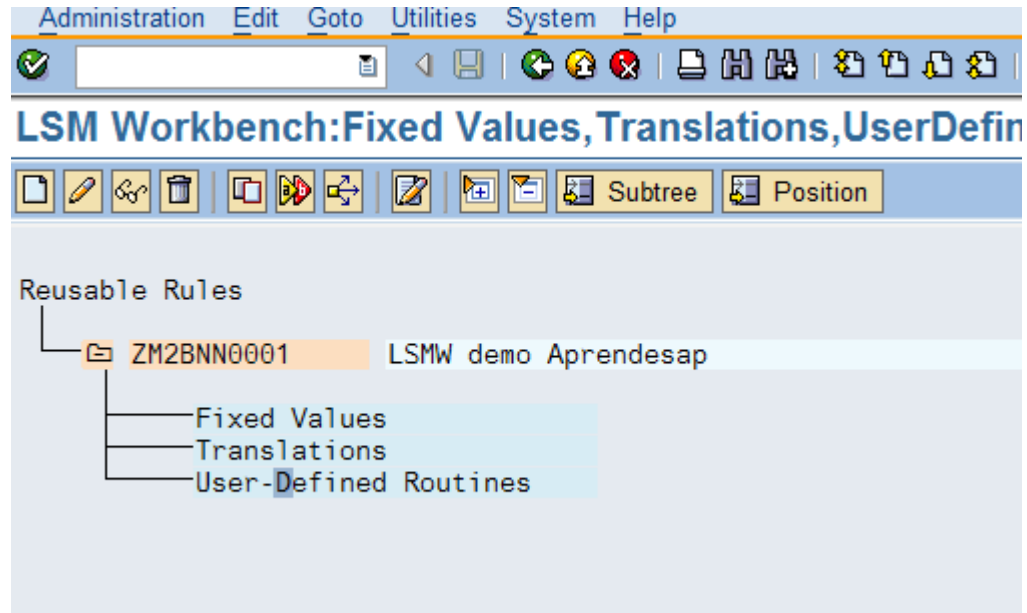 Administration Edit Goto Utilities System Help
LSM Workbench:Fixed Values,Translations,UserDefin
Subtree Position
Reusable Rules
ZM2BNN0001 LSMW demo Aprendesap
Fixed Values
Translations
User-Defined Routines